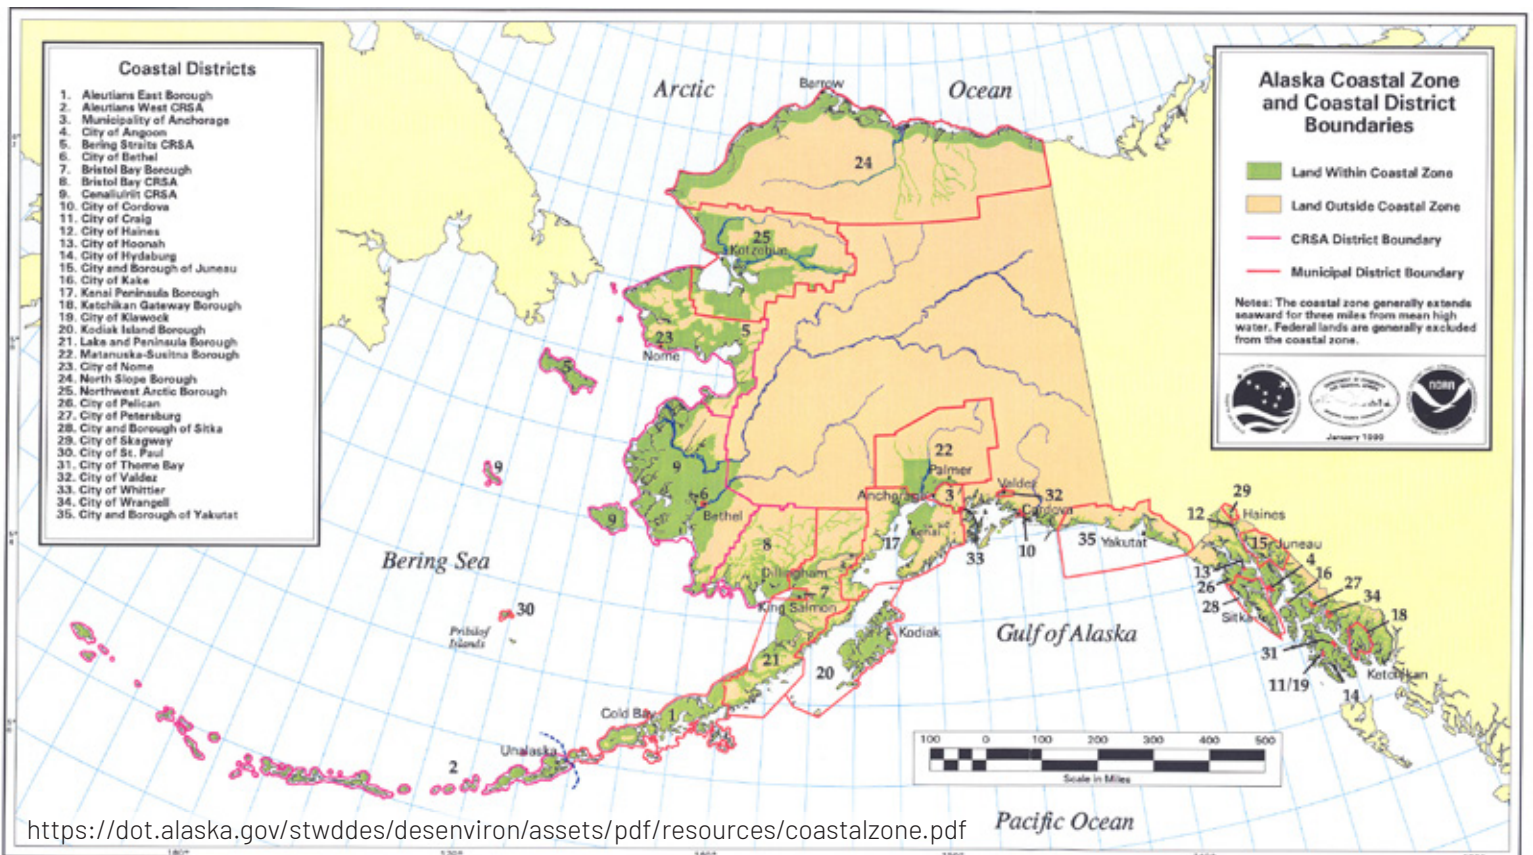 Coastal Districts
1. Aleutians East Borough
2. Aleutians West CRSA
3. Municipality of Anchorage
4. City of Angoon
5. Bering Straits CRSA
6. City of Bethel
7. Bristol Bay Borough
8. Bristol Bay CRSA
9. Cenaliulriit CRSA
10. City of Cordova
11. City of Craig
12. City of Haines
13. City of Hoonah
14. City of Hydaburg
15. City and Borough of Juneau
16. City of Kake
17. Kenai Peninsula Borough
18. Ketchikan Gateway Borough
19. City of Klawock
20. Kodiak Island Borough
21. Lake and Peninsula Borough
22. Matanuska-Susitna Borough
23. City of Nome
24. North Slope Borough
25. Northwest Arctic Borough
26. City of Pelican
27. City of Petersburg
28. City and Borough of Sitka
29. City of Skagway
30. City of St. Paul
31. City of Thorne Bay
32. City of Valdez
33. City of Whittier
34. City of Wrangell
35. City and Borough of Yakutat
Alaska Coastal Zone
and Coastal District
Boundaries
Land Within Coastal Zone
Land Outside Coastal Zone
CRSA District Boundary
Municipal District Boundary
Notes: The coastal zone generally extends
seaward for three miles from mean high
water. Federal lands are generally excluded
from the coastal zone.
NOAA
Arctic
Ocean
Barrow
24
25
Kotzebue
5
23
Nome
5
9
9
9
6
Bethel
22
Palmer
Anchorage
3
Valdez
32
Cordova
10
33
17
Kenai
35
Yakutat
29
12
Haines
15
Juneau
4
16
13
26
27
34
28
18
Sitka
31
11/19
Ketchikan
14
8
Dillingham
7
King Salmon
Bering Sea
30
Pribilof
Islands
Kodiak
20
21
Gulf of Alaska
Cold Bay
1
Unalaska
2
100 0 100 200 300 400 500
Scale in Miles
Pacific Ocean
https://dot.alaska.gov/stwddes/desenviron/assets/pdf/resources/coastalzone.pdf